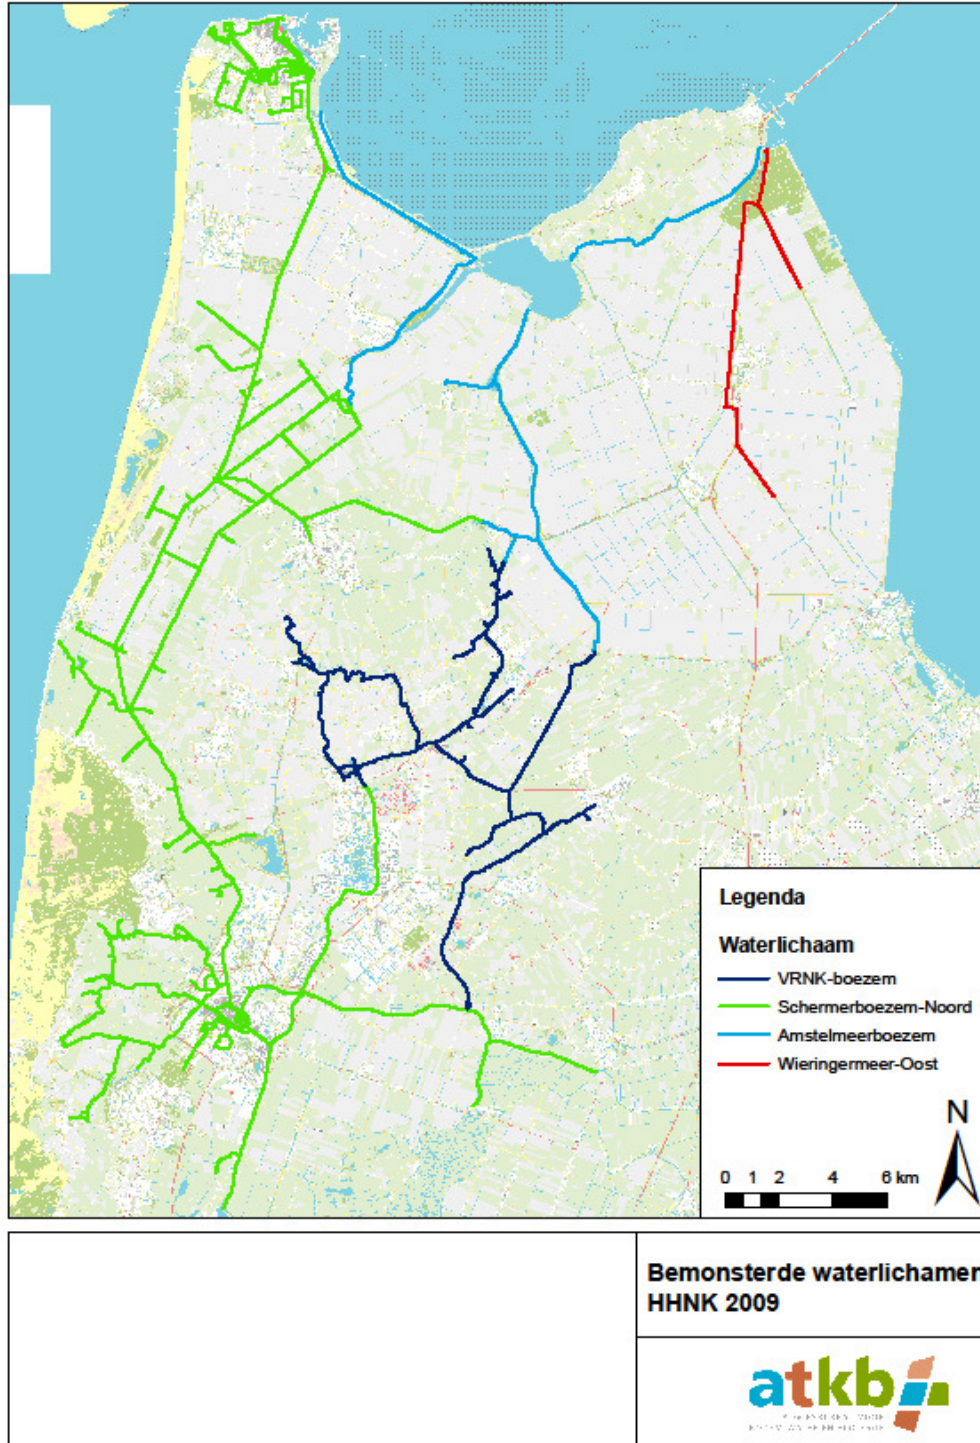 Legenda
Waterlichaam
VRNK-boezem
Schermerboezem-Noord
Amstelmeerboezem
Wieringermeer-Oost
N
0 1 2 4 6 km
Bemonsterde waterlichamen
HHNK 2009
atkb